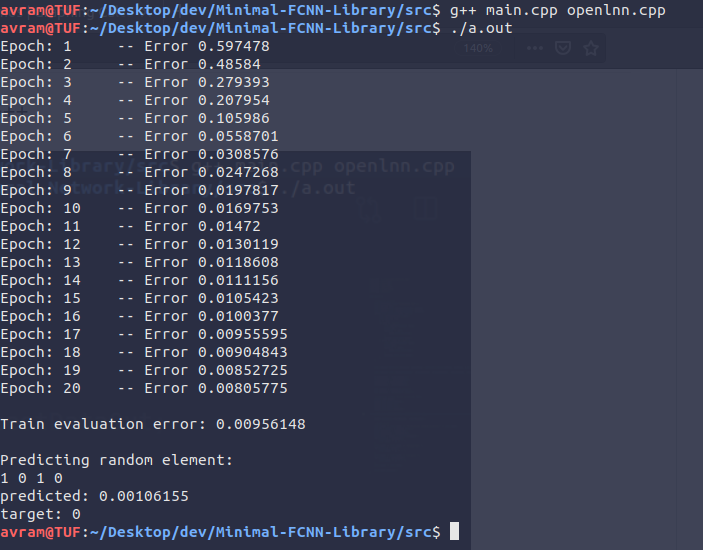 avram@TUF:~/Desktop/dev/Minimal-FCNN-Library/src$ g++ main.cpp openlnn.cpp
avram@TUF:~/Desktop/dev/Minimal-FCNN-Library/src$ ./a.out
140%
Epoch: 1     -- Error 0.597478
Epoch: 2     -- Error 0.48584
Epoch: 3     -- Error 0.279393
Epoch: 4     -- Error 0.207954
Epoch: 5     -- Error 0.105986
Epoch: 6     -- Error 0.0558701
Epoch: 7     -- Error 0.0308576
Epoch: 8     -- Error 0.0247268
Epoch: 9     -- Error 0.0197817
Epoch: 10    -- Error 0.0169753
Epoch: 11    -- Error 0.01472
Epoch: 12    -- Error 0.0130119
Epoch: 13    -- Error 0.0118608
Epoch: 14    -- Error 0.0111156
Epoch: 15    -- Error 0.0105423
Epoch: 16    -- Error 0.0100377
Epoch: 17    -- Error 0.00955595
Epoch: 18    -- Error 0.00904843
Epoch: 19    -- Error 0.00852725
Epoch: 20    -- Error 0.00805775
Train evaluation error: 0.00956148
Predicting random element:
1 0 1 0
predicted: 0.00106155
target: 0
avram@TUF:~/Desktop/dev/Minimal-FCNN-Library/src$